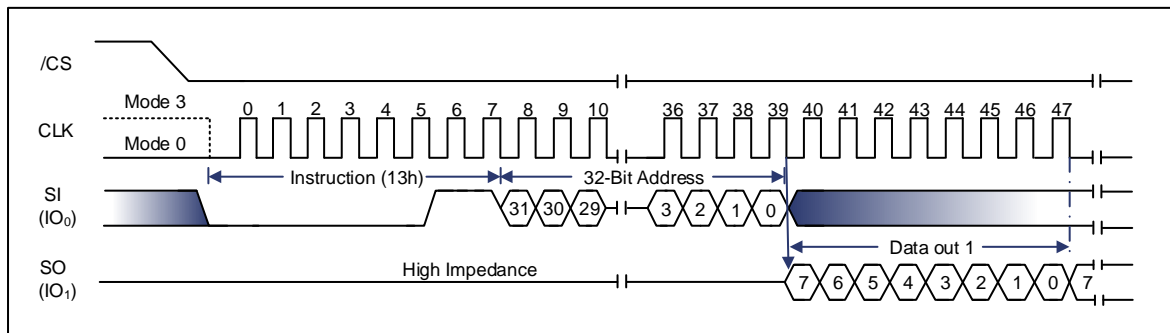 /CS
Mode 3
0 1 2 3 4 5 6 7 8 9 10 36 37 38 39 40 41 42 43 44 45 46 47
CLK
Mode 0
Instruction (13h) 32-Bit Address
SI
(IO₀)
31 30 29 3 2 1 0
Data out 1
High Impedance
SO
(IO₁)
7 6 5 4 3 2 1 0 7